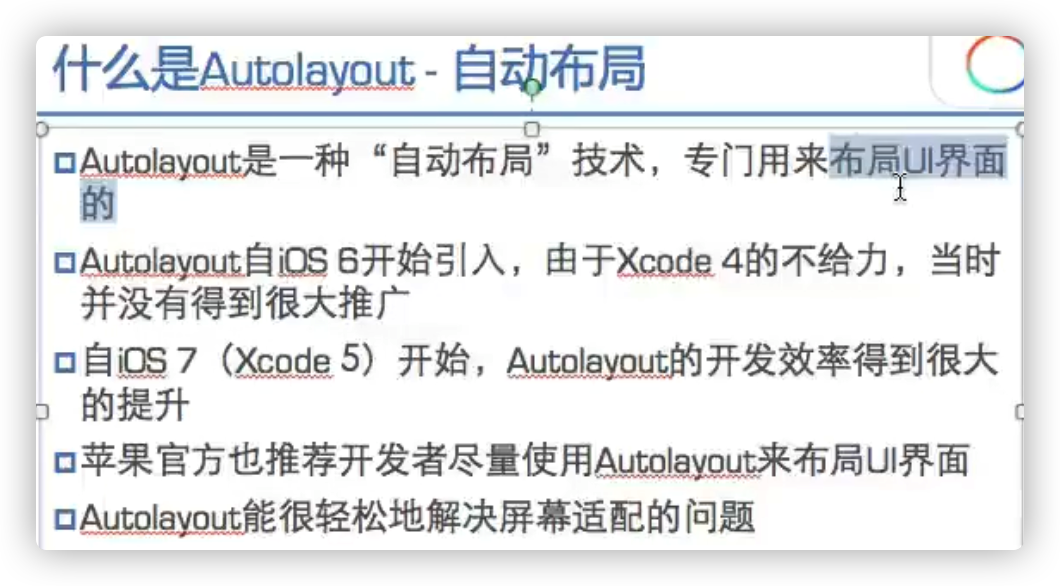 什么是Autolayout - 自动布局
Autolayout是一种“自动布局”技术，专门用来布局UI界面
的
Autolayout自iOS 6开始引入，由于Xcode 4的不给力，当时
并没有得到很大推广
自iOS 7（Xcode 5）开始，Autolayout的开发效率得到很大
的提升
苹果官方也推荐开发者尽量使用Autolayout来布局UI界面
Autolayout能很轻松地解决屏幕适配的问题